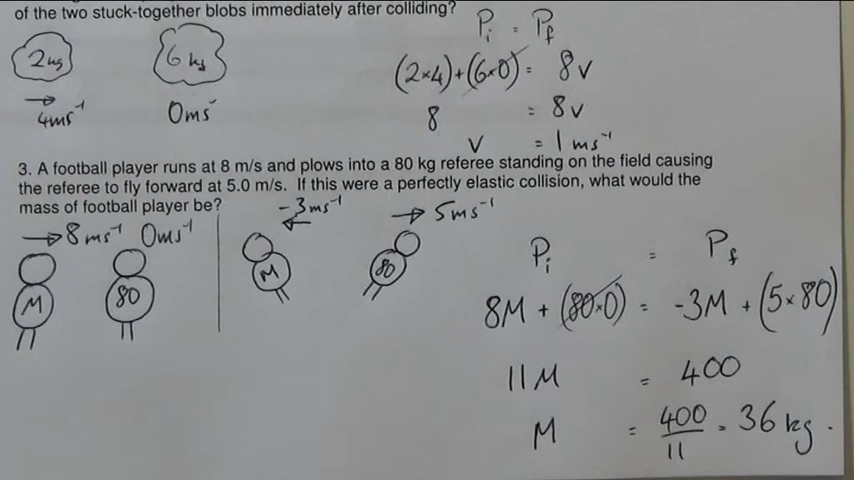 of the two stuck-together blobs immediately after colliding?
Pi = Pf
2kg 6 kg
(2×4)+(6×0) = 8v
4ms⁻¹ 0ms⁻
8 = 8v
v = 1 ms⁻¹
3. A football player runs at 8 m/s and plows into a 80 kg referee standing on the field causing
the referee to fly forward at 5.0 m/s. If this were a perfectly elastic collision, what would the
mass of football player be?
-3ms⁻¹ 5ms⁻¹
8ms⁻¹ 0ms⁻¹
M 80 M 80
Pi = Pf
8M + (80×0) = -3M + (5×80)
11M = 400
M = 400/11 = 36 kg.